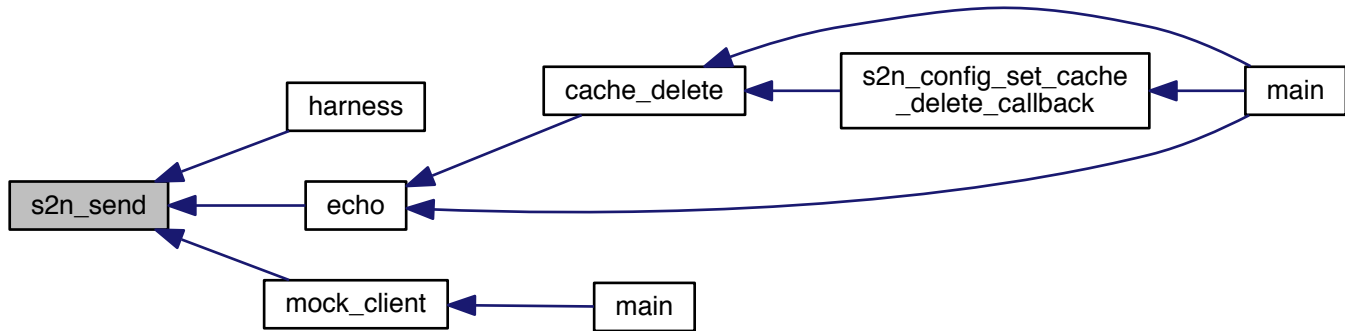 s2n_send
harness
echo
mock_client
cache_delete
main
s2n_config_set_cache
_delete_callback
main